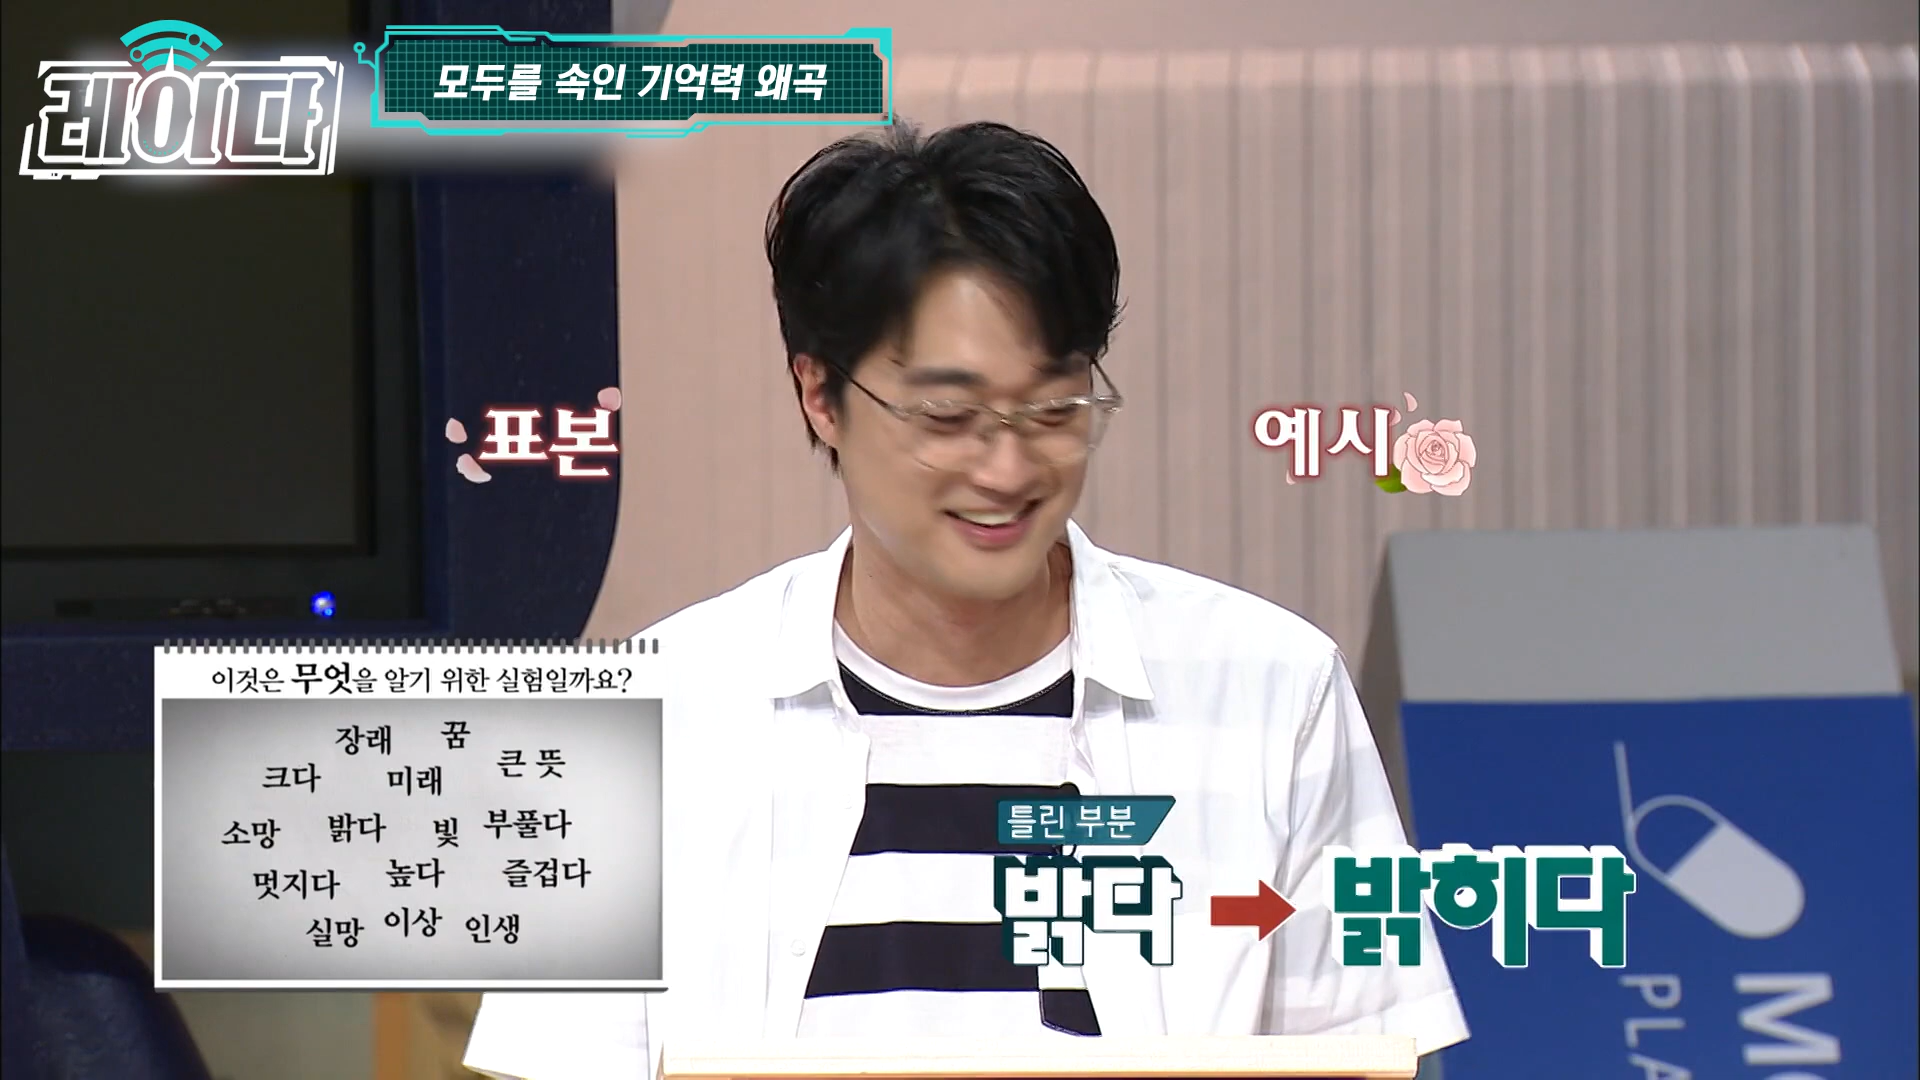 레이다
모두를 속인 기억력 왜곡
표본 예시
이것은 무엇을 알기 위한 실험일까요?
장래 꿈
크다 미래 큰 뜻
소망 밝다 빛 부풀다
멋지다 높다 즐겁다
실망 이상 인생
틀린 부분
밝다 밝히다
PLA